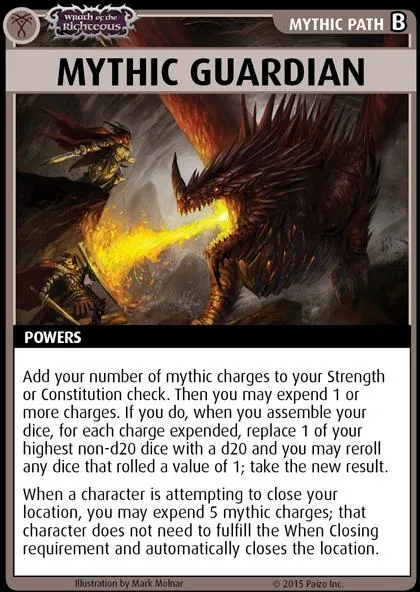 WRATH of the
RIGHTEOUS
MYTHIC PATH B
MYTHIC GUARDIAN
POWERS
Add your number of mythic charges to your Strength
or Constitution check. Then you may expend 1 or
more charges. If you do, when you assemble your
dice, for each charge expended, replace 1 of your
highest non-d20 dice with a d20 and you may reroll
any dice that rolled a value of 1; take the new result.
When a character is attempting to close your
location, you may expend 5 mythic charges; that
character does not need to fulfill the When Closing
requirement and automatically closes the location.
Illustration by Mark Molnar
© 2015 Paizo Inc.